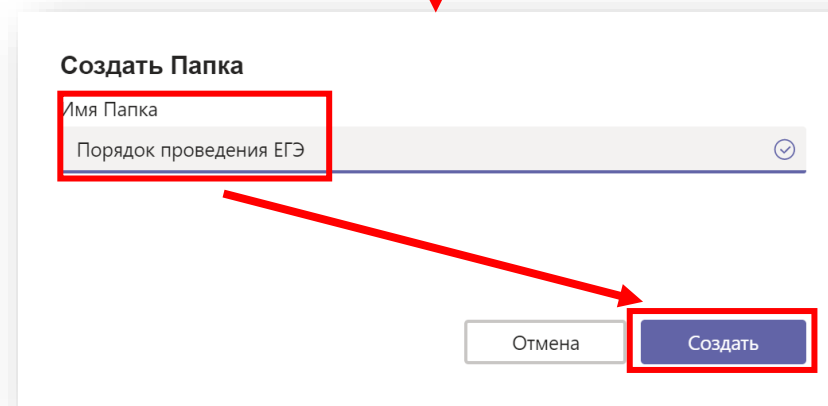 Создать Папка
Имя Папка
Порядок проведения ЕГЭ
Отмена
Создать